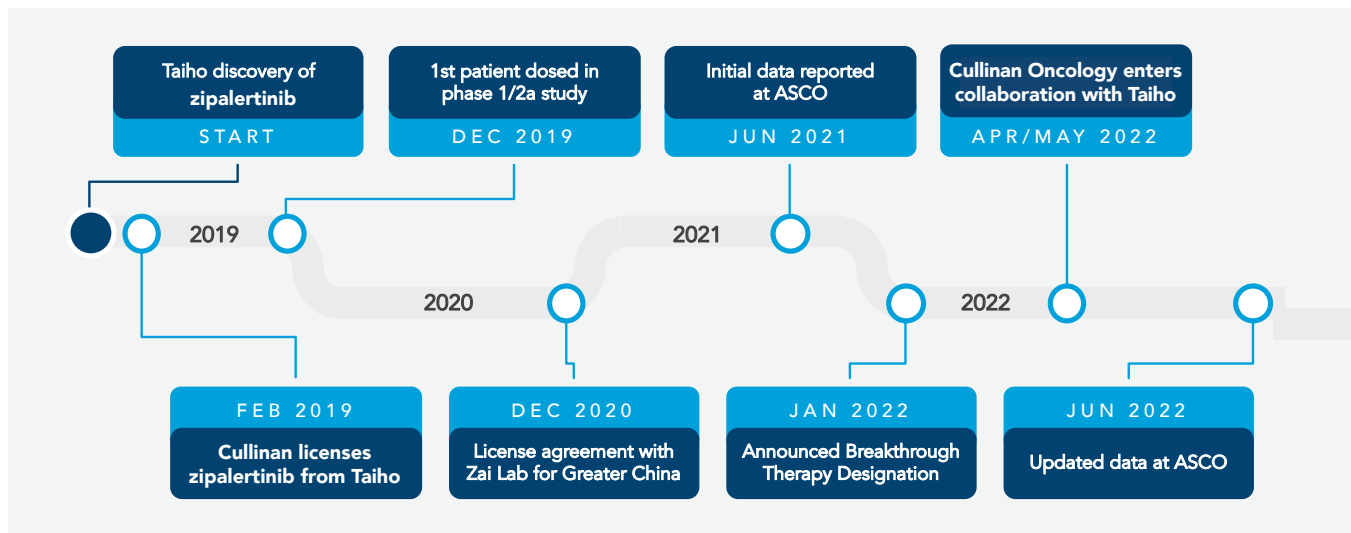 Taiho discovery of
zipalertinib
START
1st patient dosed in
phase 1/2a study
DEC 2019
Initial data reported
at ASCO
JUN 2021
Cullinan Oncology enters
collaboration with Taiho
APR/MAY 2022
2019
2021
2020
2022
FEB 2019
Cullinan licenses
zipalertinib from Taiho
DEC 2020
License agreement with
Zai Lab for Greater China
JAN 2022
Announced Breakthrough
Therapy Designation
JUN 2022
Updated data at ASCO